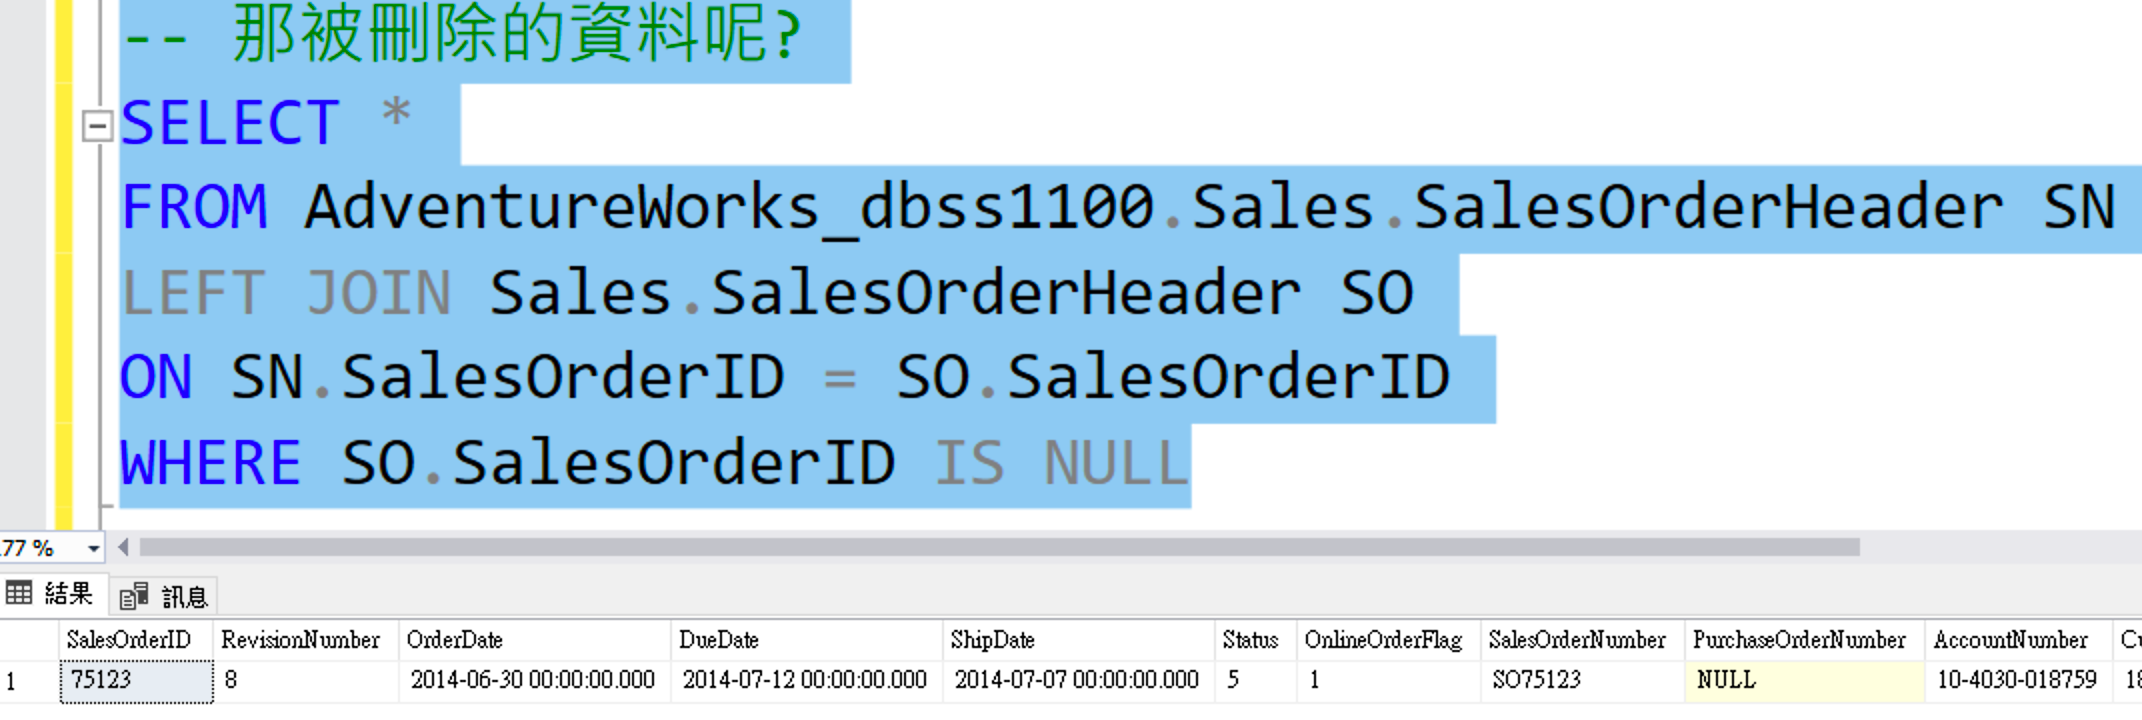 -- 那被刪除的資料呢?
SELECT *
FROM AdventureWorks_dbss1100.Sales.SalesOrderHeader SN
LEFT JOIN Sales.SalesOrderHeader SO
ON SN.SalesOrderID = SO.SalesOrderID
WHERE SO.SalesOrderID IS NULL
77 %
結果 訊息
SalesOrderID RevisionNumber OrderDate DueDate ShipDate Status OnlineOrderFlag SalesOrderNumber PurchaseOrderNumber AccountNumber
1 75123 8 2014-06-30 00:00:00.000 2014-07-12 00:00:00.000 2014-07-07 00:00:00.000 5 1 SO75123 NULL 10-4030-018759